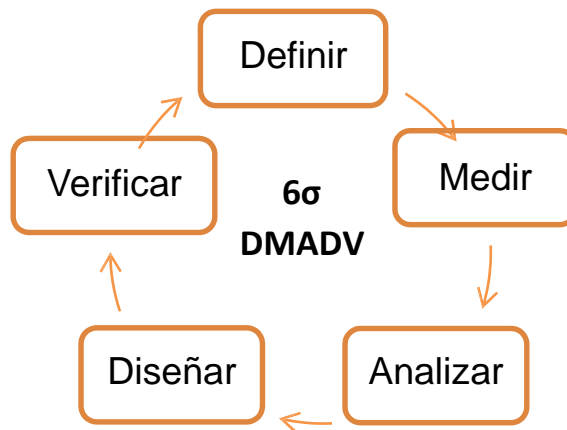 Definir
Medir
Analizar
Diseñar
Verificar
6σ
DMADV